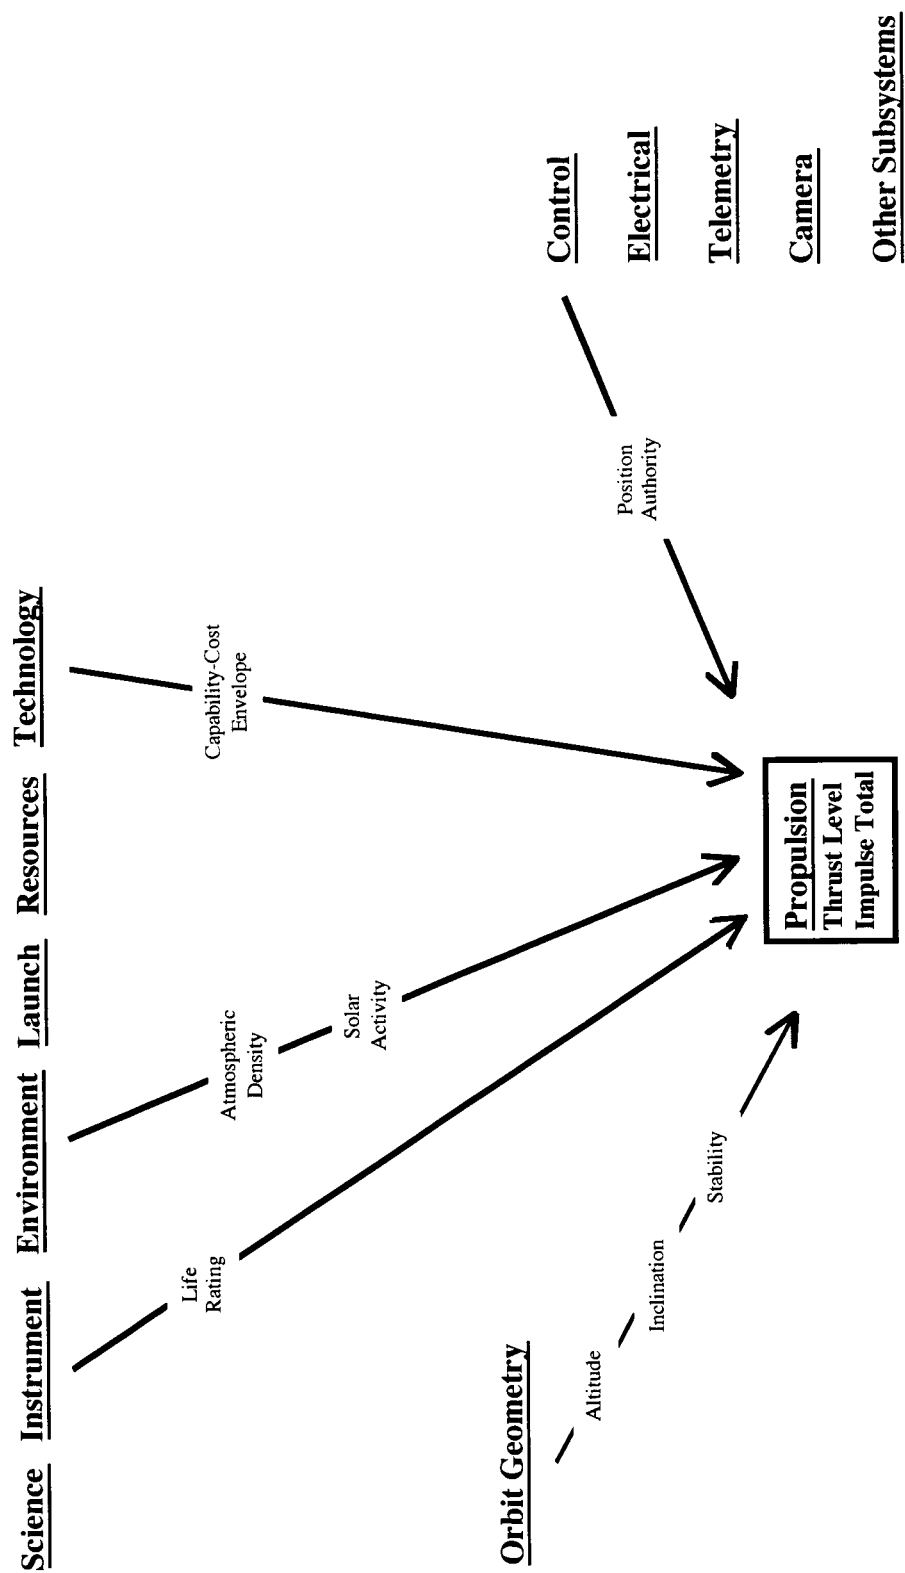 Science Instrument Environment Launch Resources Technology
Life
Rating
Atmospheric
Density
Solar
Activity
Capability-Cost
Envelope
Orbit Geometry
Altitude
Inclination
Stability
Position
Authority
Control
Electrical
Telemetry
Camera
Other Subsystems
Propulsion
Thrust Level
Impulse Total